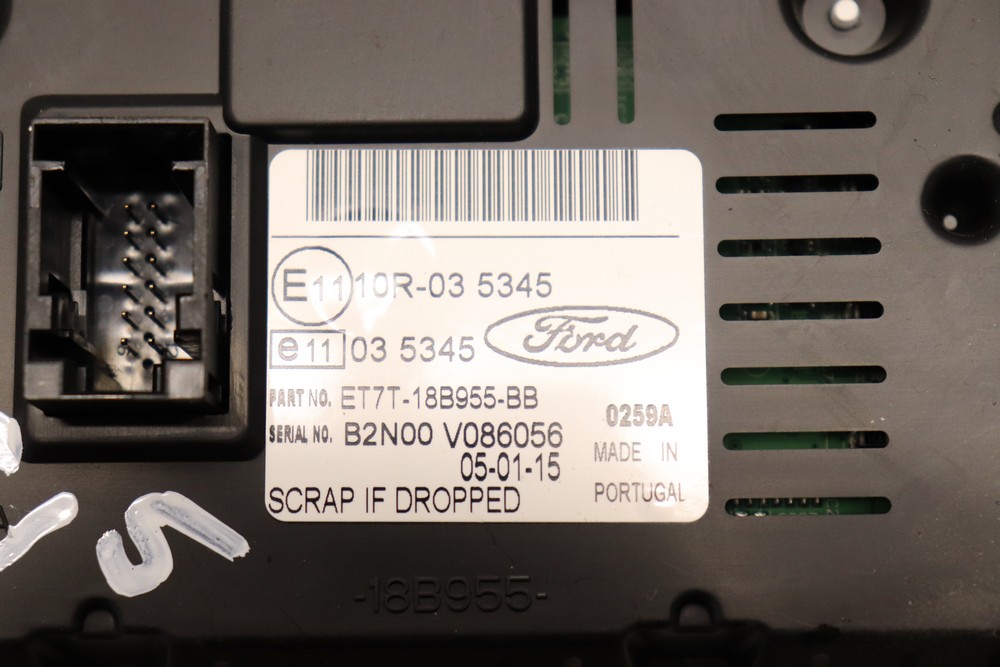 E11 10R-03 5345
e11 03 5345 Ford
PART NO. ET7T-18B955-BB
SERIAL NO. B2N00 V086056
0259A
05-01-15
MADE IN
PORTUGAL
SCRAP IF DROPPED
-18B955-